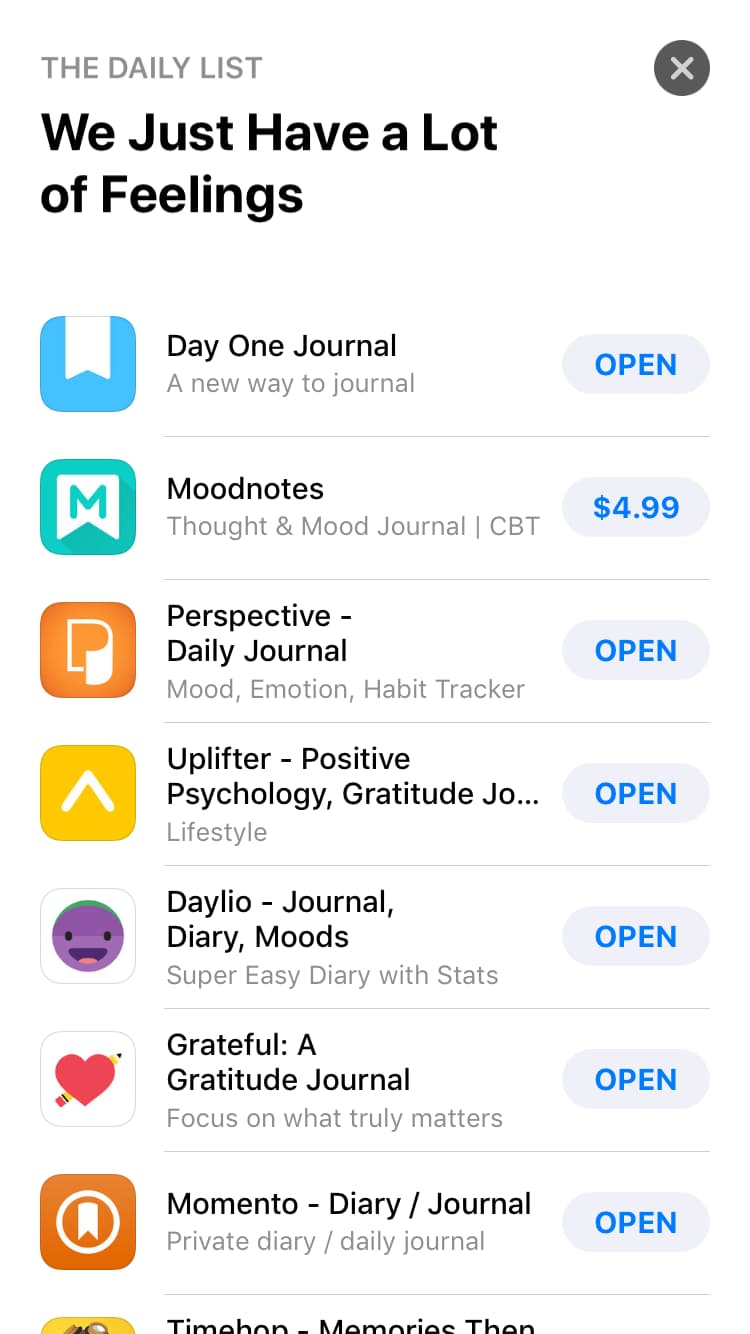 THE DAILY LIST
We Just Have a Lot
of Feelings
Day One Journal
A new way to journal
OPEN
M
Moodnotes
Thought & Mood Journal | CBT
$4.99
Perspective -
Daily Journal
Mood, Emotion, Habit Tracker
OPEN
Uplifter - Positive
Psychology, Gratitude Jo...
Lifestyle
OPEN
Daylio - Journal,
Diary, Moods
Super Easy Diary with Stats
OPEN
Grateful: A
Gratitude Journal
Focus on what truly matters
OPEN
Momento - Diary / Journal
Private diary / daily journal
OPEN
Timehop - Memories Then